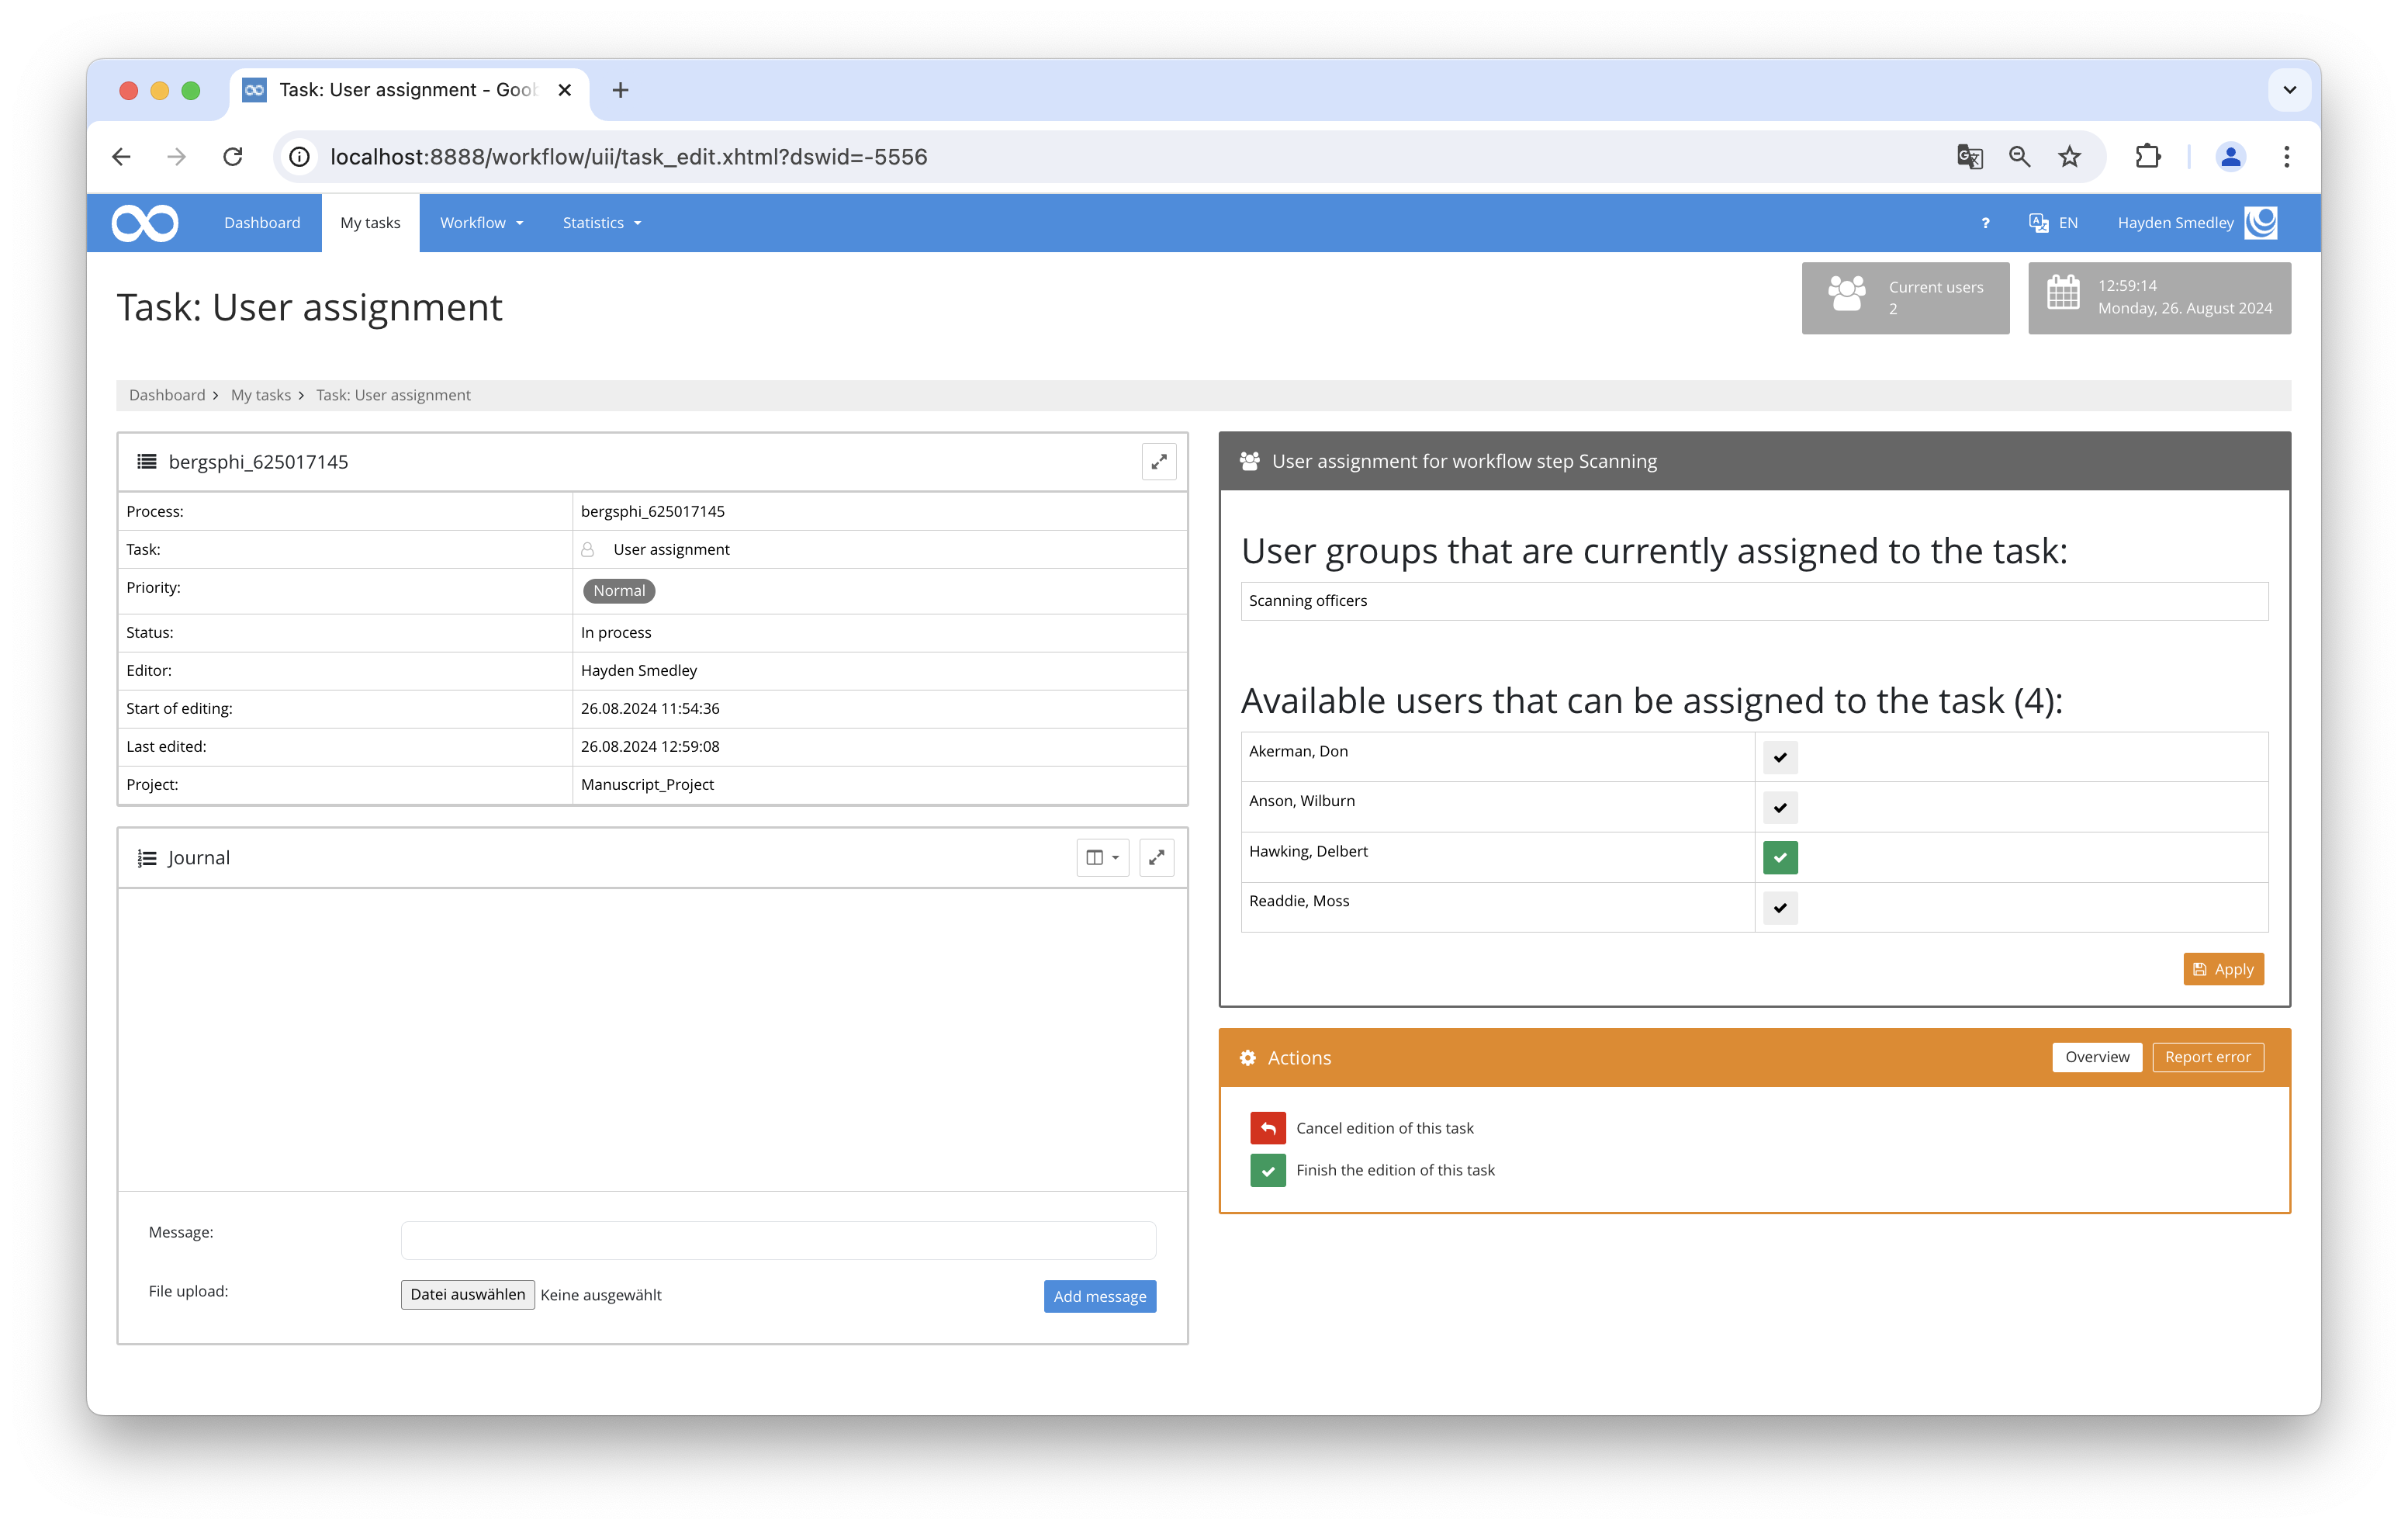 Task: User assignment - Goob
localhost:8888/workflow/uii/task_edit.xhtml?dswid=-5556
Dashboard My tasks Workflow Statistics ? EN Hayden Smedley
Task: User assignment
Current users
2
12:59:14
Monday, 26. August 2024
Dashboard > My tasks > Task: User assignment
bergsphi_625017145
Process: bergsphi_625017145
Task: User assignment
Priority: Normal
Status: In process
Editor: Hayden Smedley
Start of editing: 26.08.2024 11:54:36
Last edited: 26.08.2024 12:59:08
Project: Manuscript_Project
Journal
Message:
File upload: Datei auswählen Keine ausgewählt Add message
User assignment for workflow step Scanning
User groups that are currently assigned to the task:
Scanning officers
Available users that can be assigned to the task (4):
Akerman, Don
Anson, Wilburn
Hawking, Delbert
Readdie, Moss
Apply
Actions Overview Report error
Cancel edition of this task
Finish the edition of this task